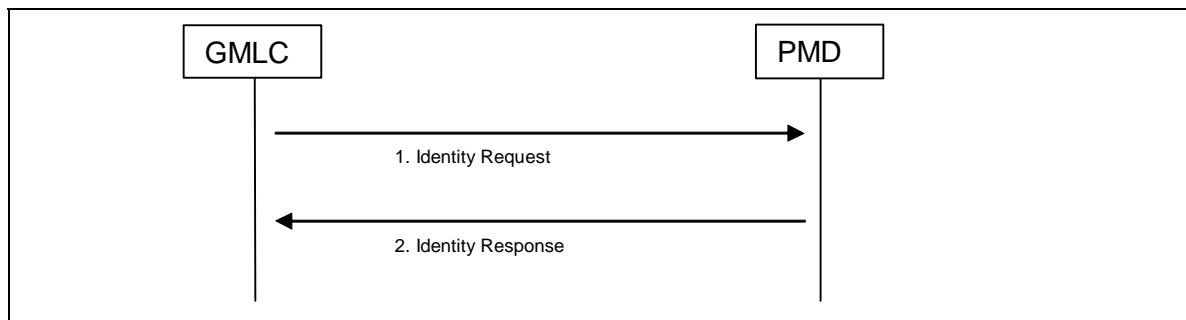 GMLC
PMD
1. Identity Request
2. Identity Response